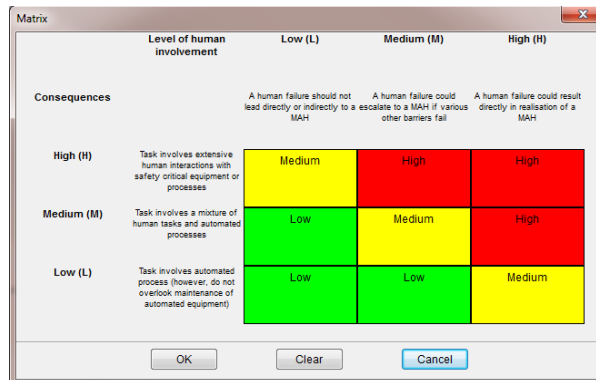 Matrix
Level of human
involvement
Low (L)
Medium (M)
High (H)
Consequences
A human failure should not
lead directly or indirectly to a
MAH
A human failure could
escalate to a MAH if various
other barriers fail
A human failure could result
directly in realisation of a
MAH
High (H)
Task involves extensive
human interactions with
safety critical equipment or
processes
Medium
High
High
Medium (M)
Task involves a mixture of
human tasks and automated
processes
Low
Medium
High
Low (L)
Task involves automated
process (however, do not
overlook maintenance of
automated equipment)
Low
Low
Medium
OK
Clear
Cancel